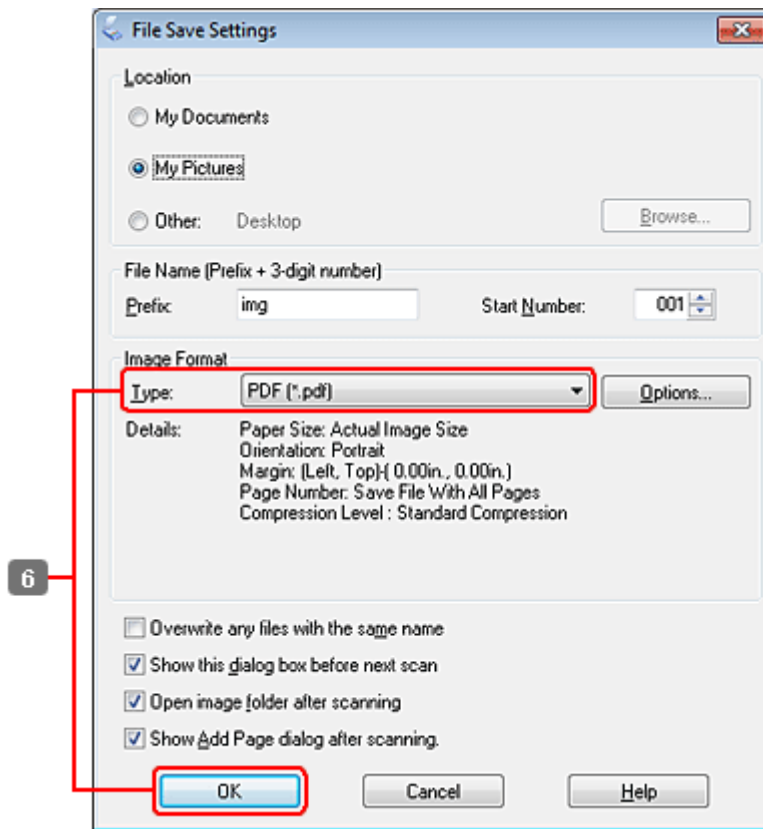 File Save Settings
Location
My Documents
My Pictures
Other: Desktop Browse...
File Name (Prefix + 3-digit number)
Prefix: img Start Number: 001
Image Format
Type: PDF (*.pdf) Options...
Details: Paper Size: Actual Image Size
Orientation: Portrait
Margin: (Left, Top)-( 0.00in., 0.00in.)
Page Number: Save File With All Pages
Compression Level : Standard Compression
6
Overwrite any files with the same name
Show this dialog box before next scan
Open image folder after scanning
Show Add Page dialog after scanning.
OK Cancel Help